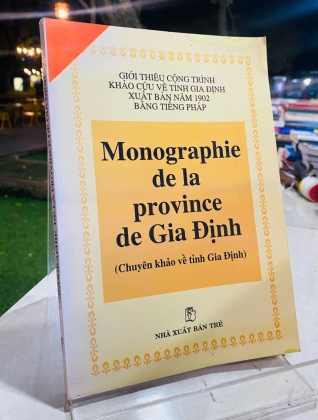 GIỚI THIỆU CÔNG TRÌNH
KHẢO CỨU VỀ TỈNH GIA ĐỊNH
XUẤT BẢN NĂM 1902
BẰNG TIẾNG PHÁP
Monographie
de la
province
de Gia Định
(Chuyên khảo về tỉnh Gia Định)
NHÀ XUẤT BẢN TRẺ